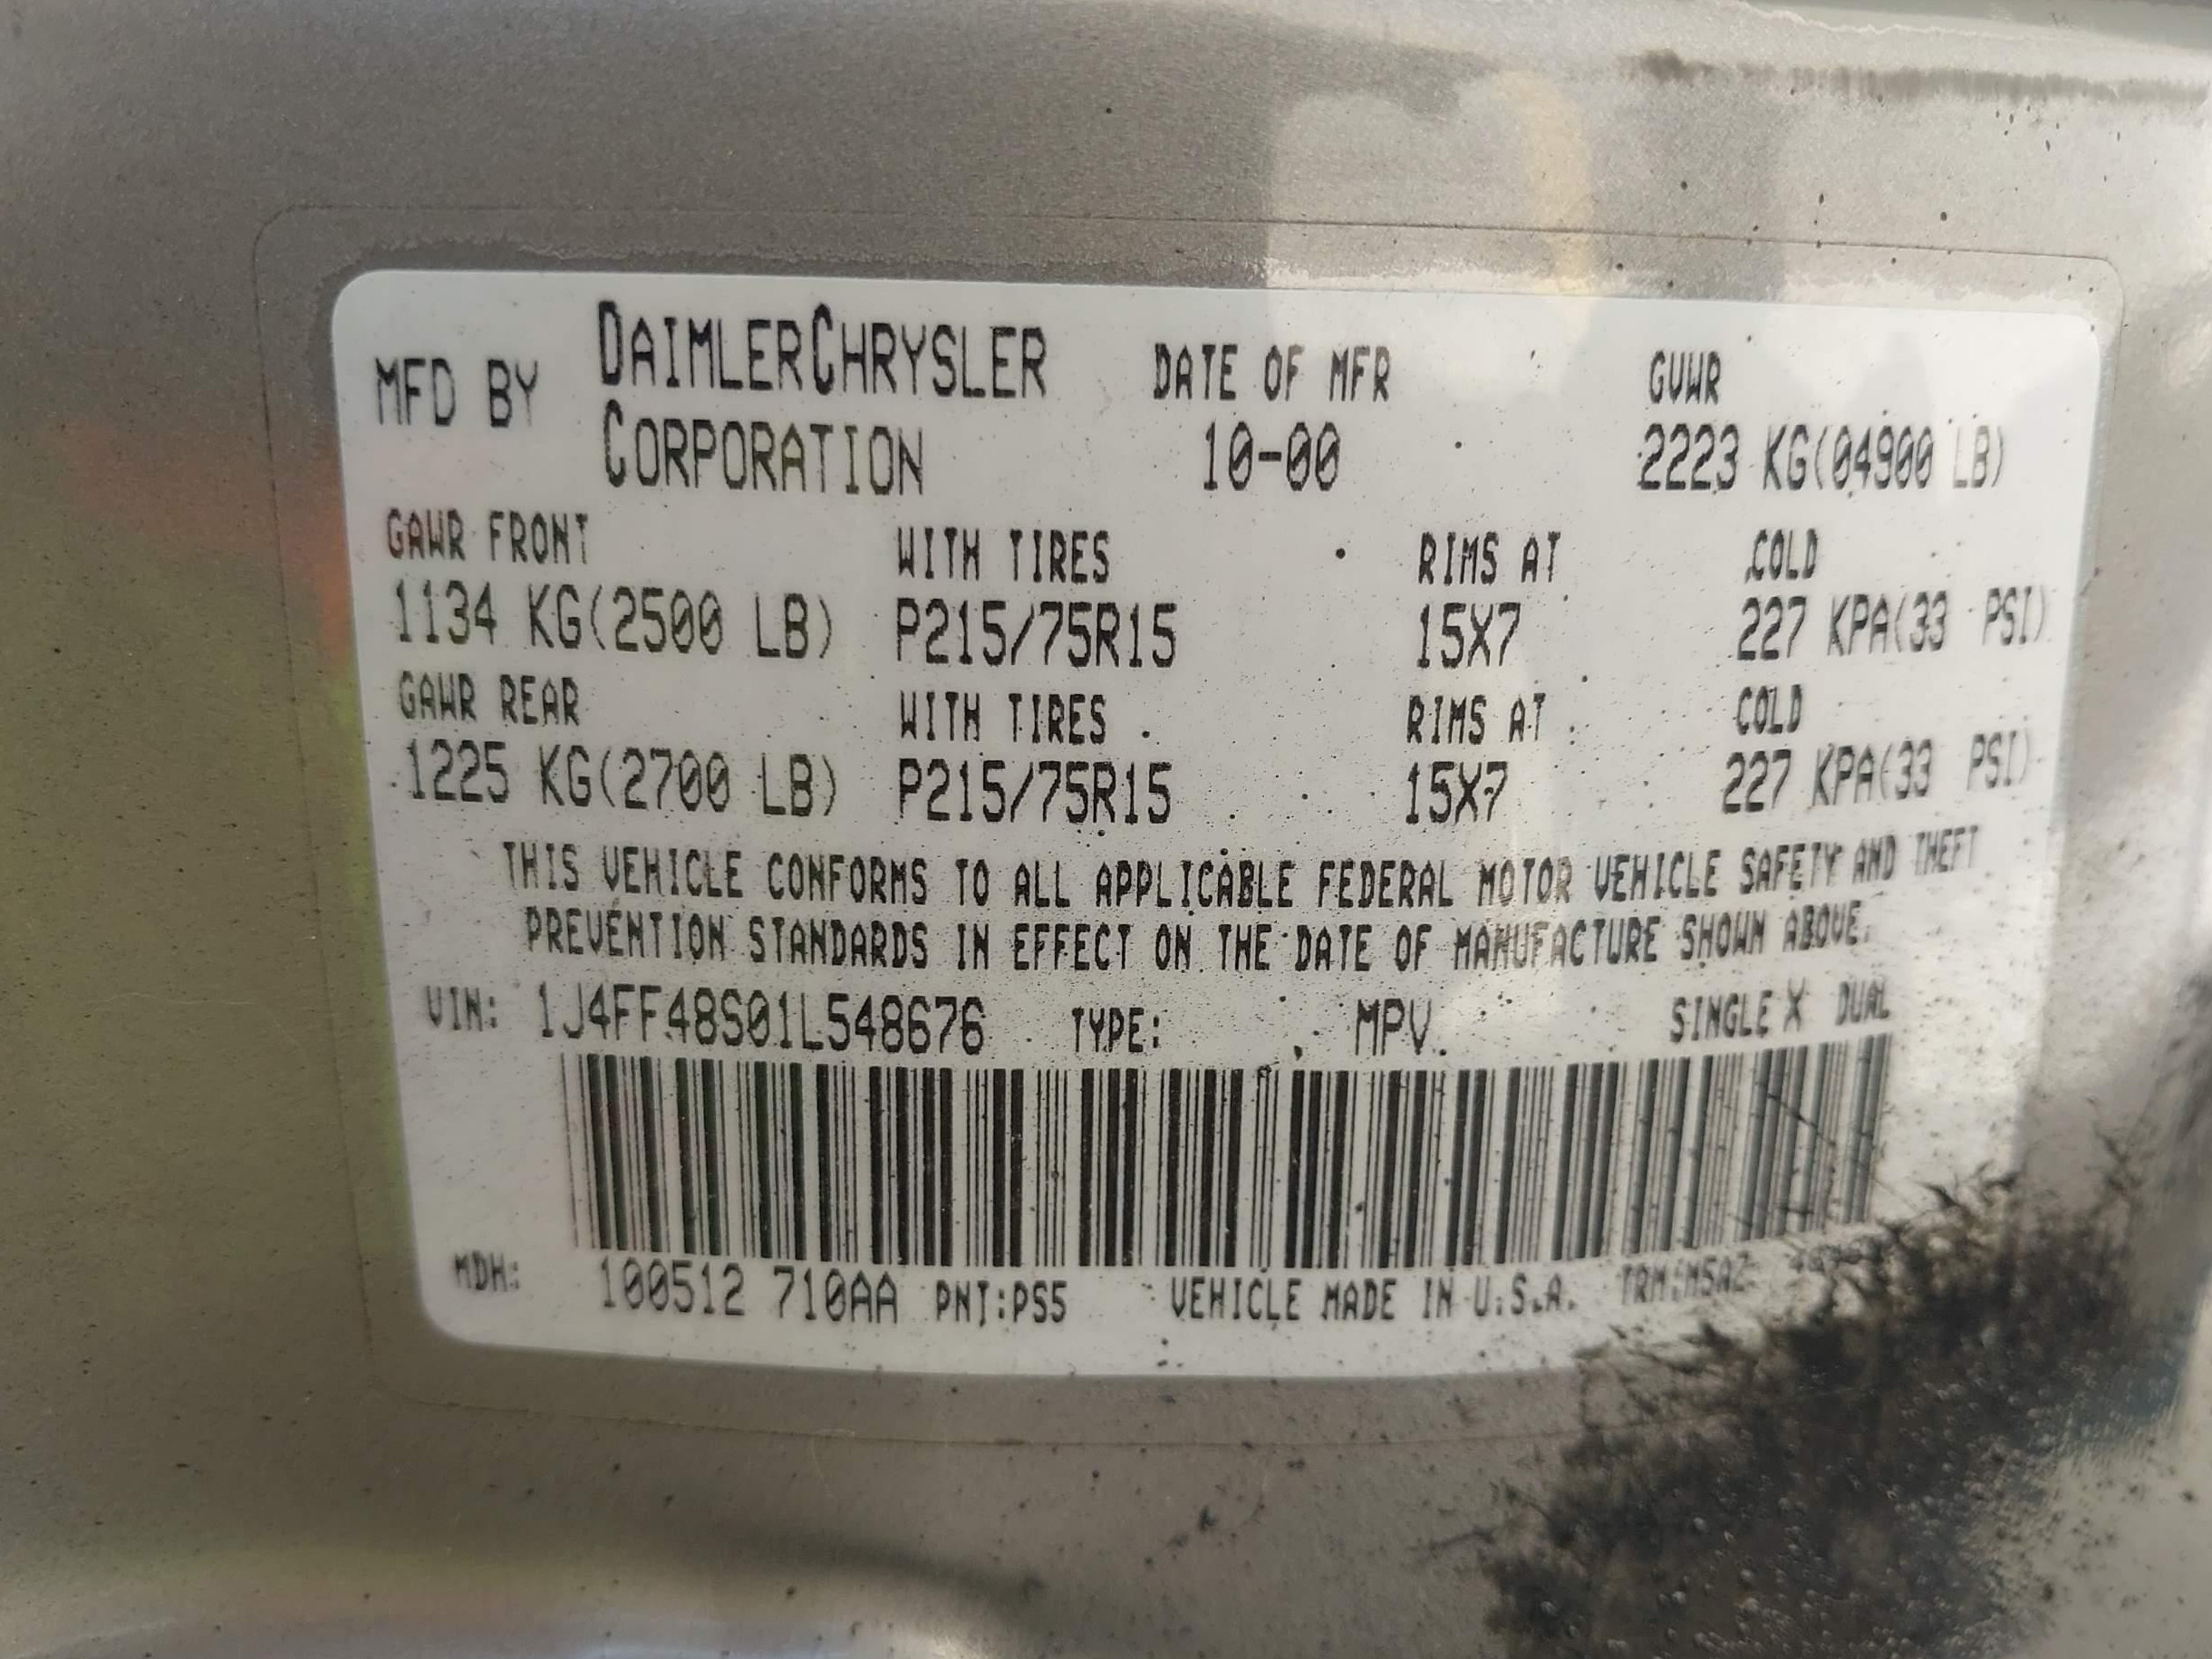 MFD BY DAIMLERCHRYSLER CORPORATION
DATE OF MFR 10-00
GVWR 2223 KG(04900 LB)
GAWR FRONT WITH TIRES RIMS AT COLD
1134 KG(2500 LB) P215/75R15 15X7 227 KPA(33 PSI)
GAWR REAR WITH TIRES RIMS AT COLD
1225 KG(2700 LB) P215/75R15 15X7 227 KPA(33 PSI)
THIS VEHICLE CONFORMS TO ALL APPLICABLE FEDERAL MOTOR VEHICLE SAFETY AND THEFT
PREVENTION STANDARDS IN EFFECT ON THE DATE OF MANUFACTURE SHOWN ABOVE.
VIN: 1J4FF48S01L548676 TYPE: MPV SINGLE X DUAL
MDH: 100512 710AA PNT:PS5 VEHICLE MADE IN U.S.A. TRM:M5AZ